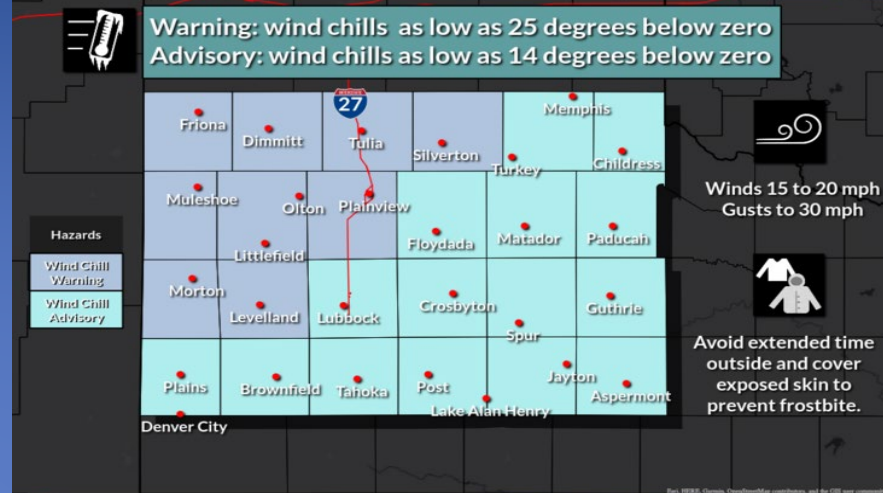 Warning: wind chills as low as 25 degrees below zero
Advisory: wind chills as low as 14 degrees below zero
27
Memphis
Friona
Dimmitt
Tulia
Silverton
Turkey
Childress
Winds 15 to 20 mph
Gusts to 30 mph
Muleshoe
Olton
Plainview
Hazards
Wind Chill
Warning
Wind Chill
Advisory
Littlefield
Floydada
Matador
Paducah
Morton
Levelland
Lubbock
Crosbyton
Spur
Guthrie
Avoid extended time
outside and cover
exposed skin to
prevent frostbite.
Plains
Brownfield
Tahoka
Post
Jayton
Aspermont
Lake Alan Henry
Denver City